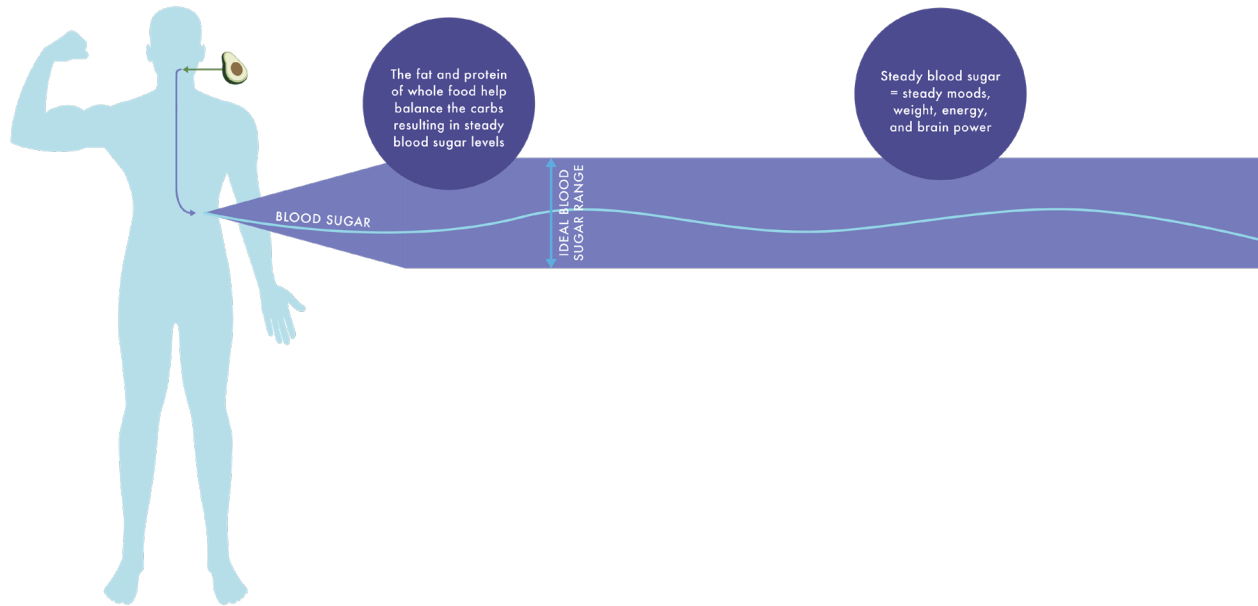 The fat and protein
of whole food help
balance the carbs
resulting in steady
blood sugar levels
Steady blood sugar
= steady moods,
weight, energy,
and brain power
BLOOD SUGAR
IDEAL BLOOD
SUGAR RANGE